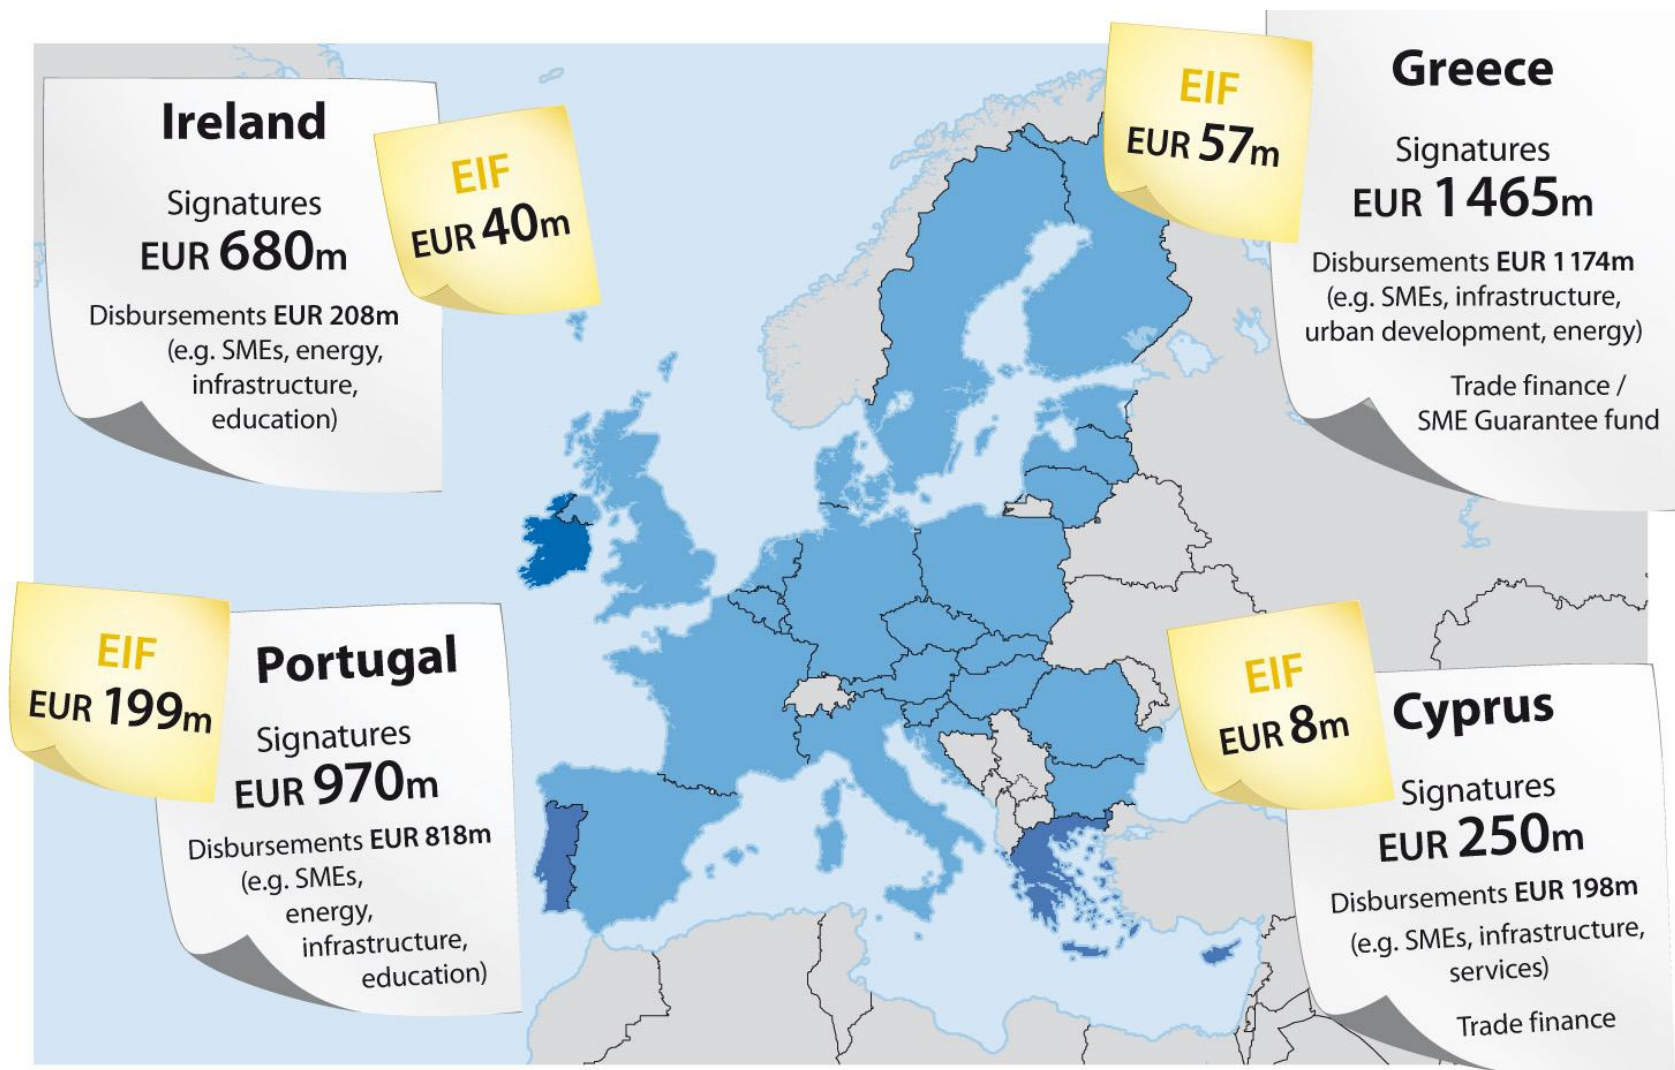 Ireland
Signatures
EUR 680m
Disbursements EUR 208m
(e.g. SMEs, energy,
infrastructure,
education)
EIF
EUR 40m
EIF
EUR 57m
Greece
Signatures
EUR 1465m
Disbursements EUR 1174m
(e.g. SMEs, infrastructure,
urban development, energy)
Trade finance /
SME Guarantee fund
EIF
EUR 199m
Portugal
Signatures
EUR 970m
Disbursements EUR 818m
(e.g. SMEs,
energy,
infrastructure,
education)
EIF
EUR 8m
Cyprus
Signatures
EUR 250m
Disbursements EUR 198m
(e.g. SMEs, infrastructure,
services)
Trade finance